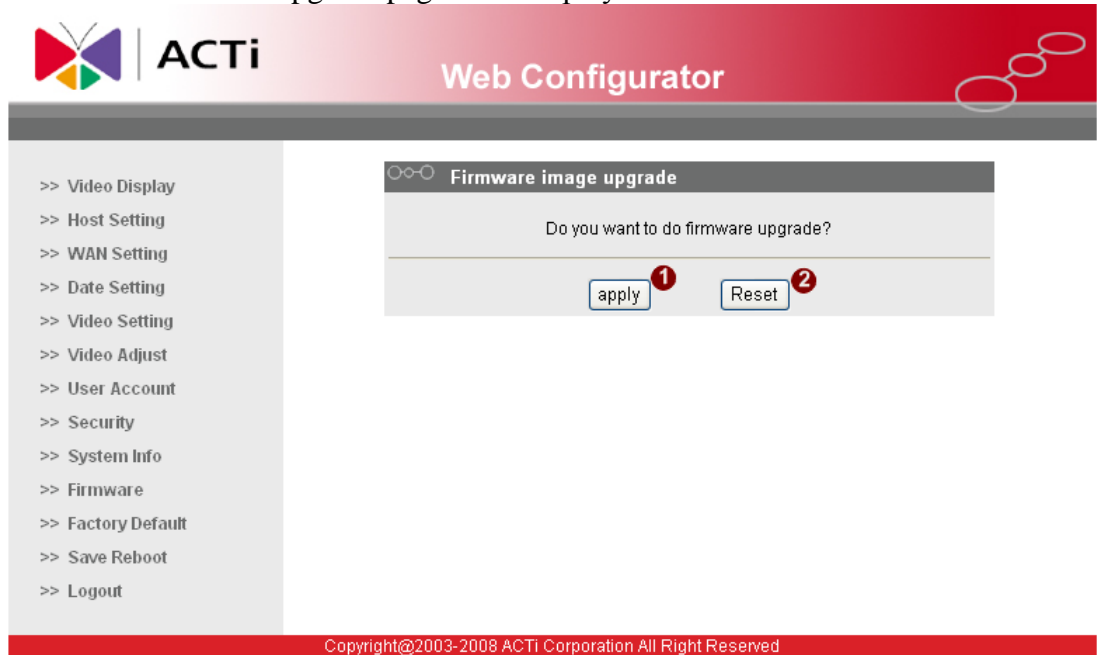 ACTi
Web Configurator
>> Video Display
>> Host Setting
>> WAN Setting
>> Date Setting
>> Video Setting
>> Video Adjust
>> User Account
>> Security
>> System Info
>> Firmware
>> Factory Default
>> Save Reboot
>> Logout
Firmware image upgrade
Do you want to do firmware upgrade?
apply 1 Reset 2
Copyright@2003-2008 ACTi Corporation All Right Reserved